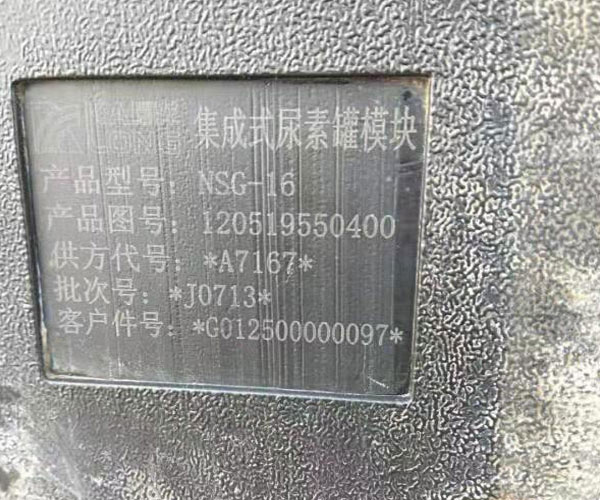 集成式尿素罐模块
产品型号: NSG-16
产品图号: 120519550400
供方代号: *A7167*
批次号: *J0713*
客户件号: *G012500000097*